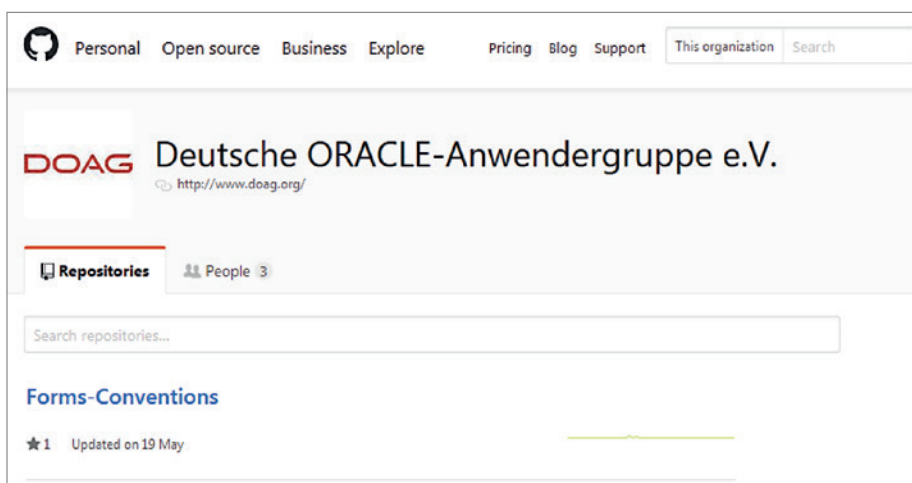 Personal Open source Business Explore Pricing Blog Support This organization Search
DOAG Deutsche ORACLE-Anwendergruppe e.V.
http://www.doag.org/
Repositories People 3
Search repositories...
Forms-Conventions
1 Updated on 19 May